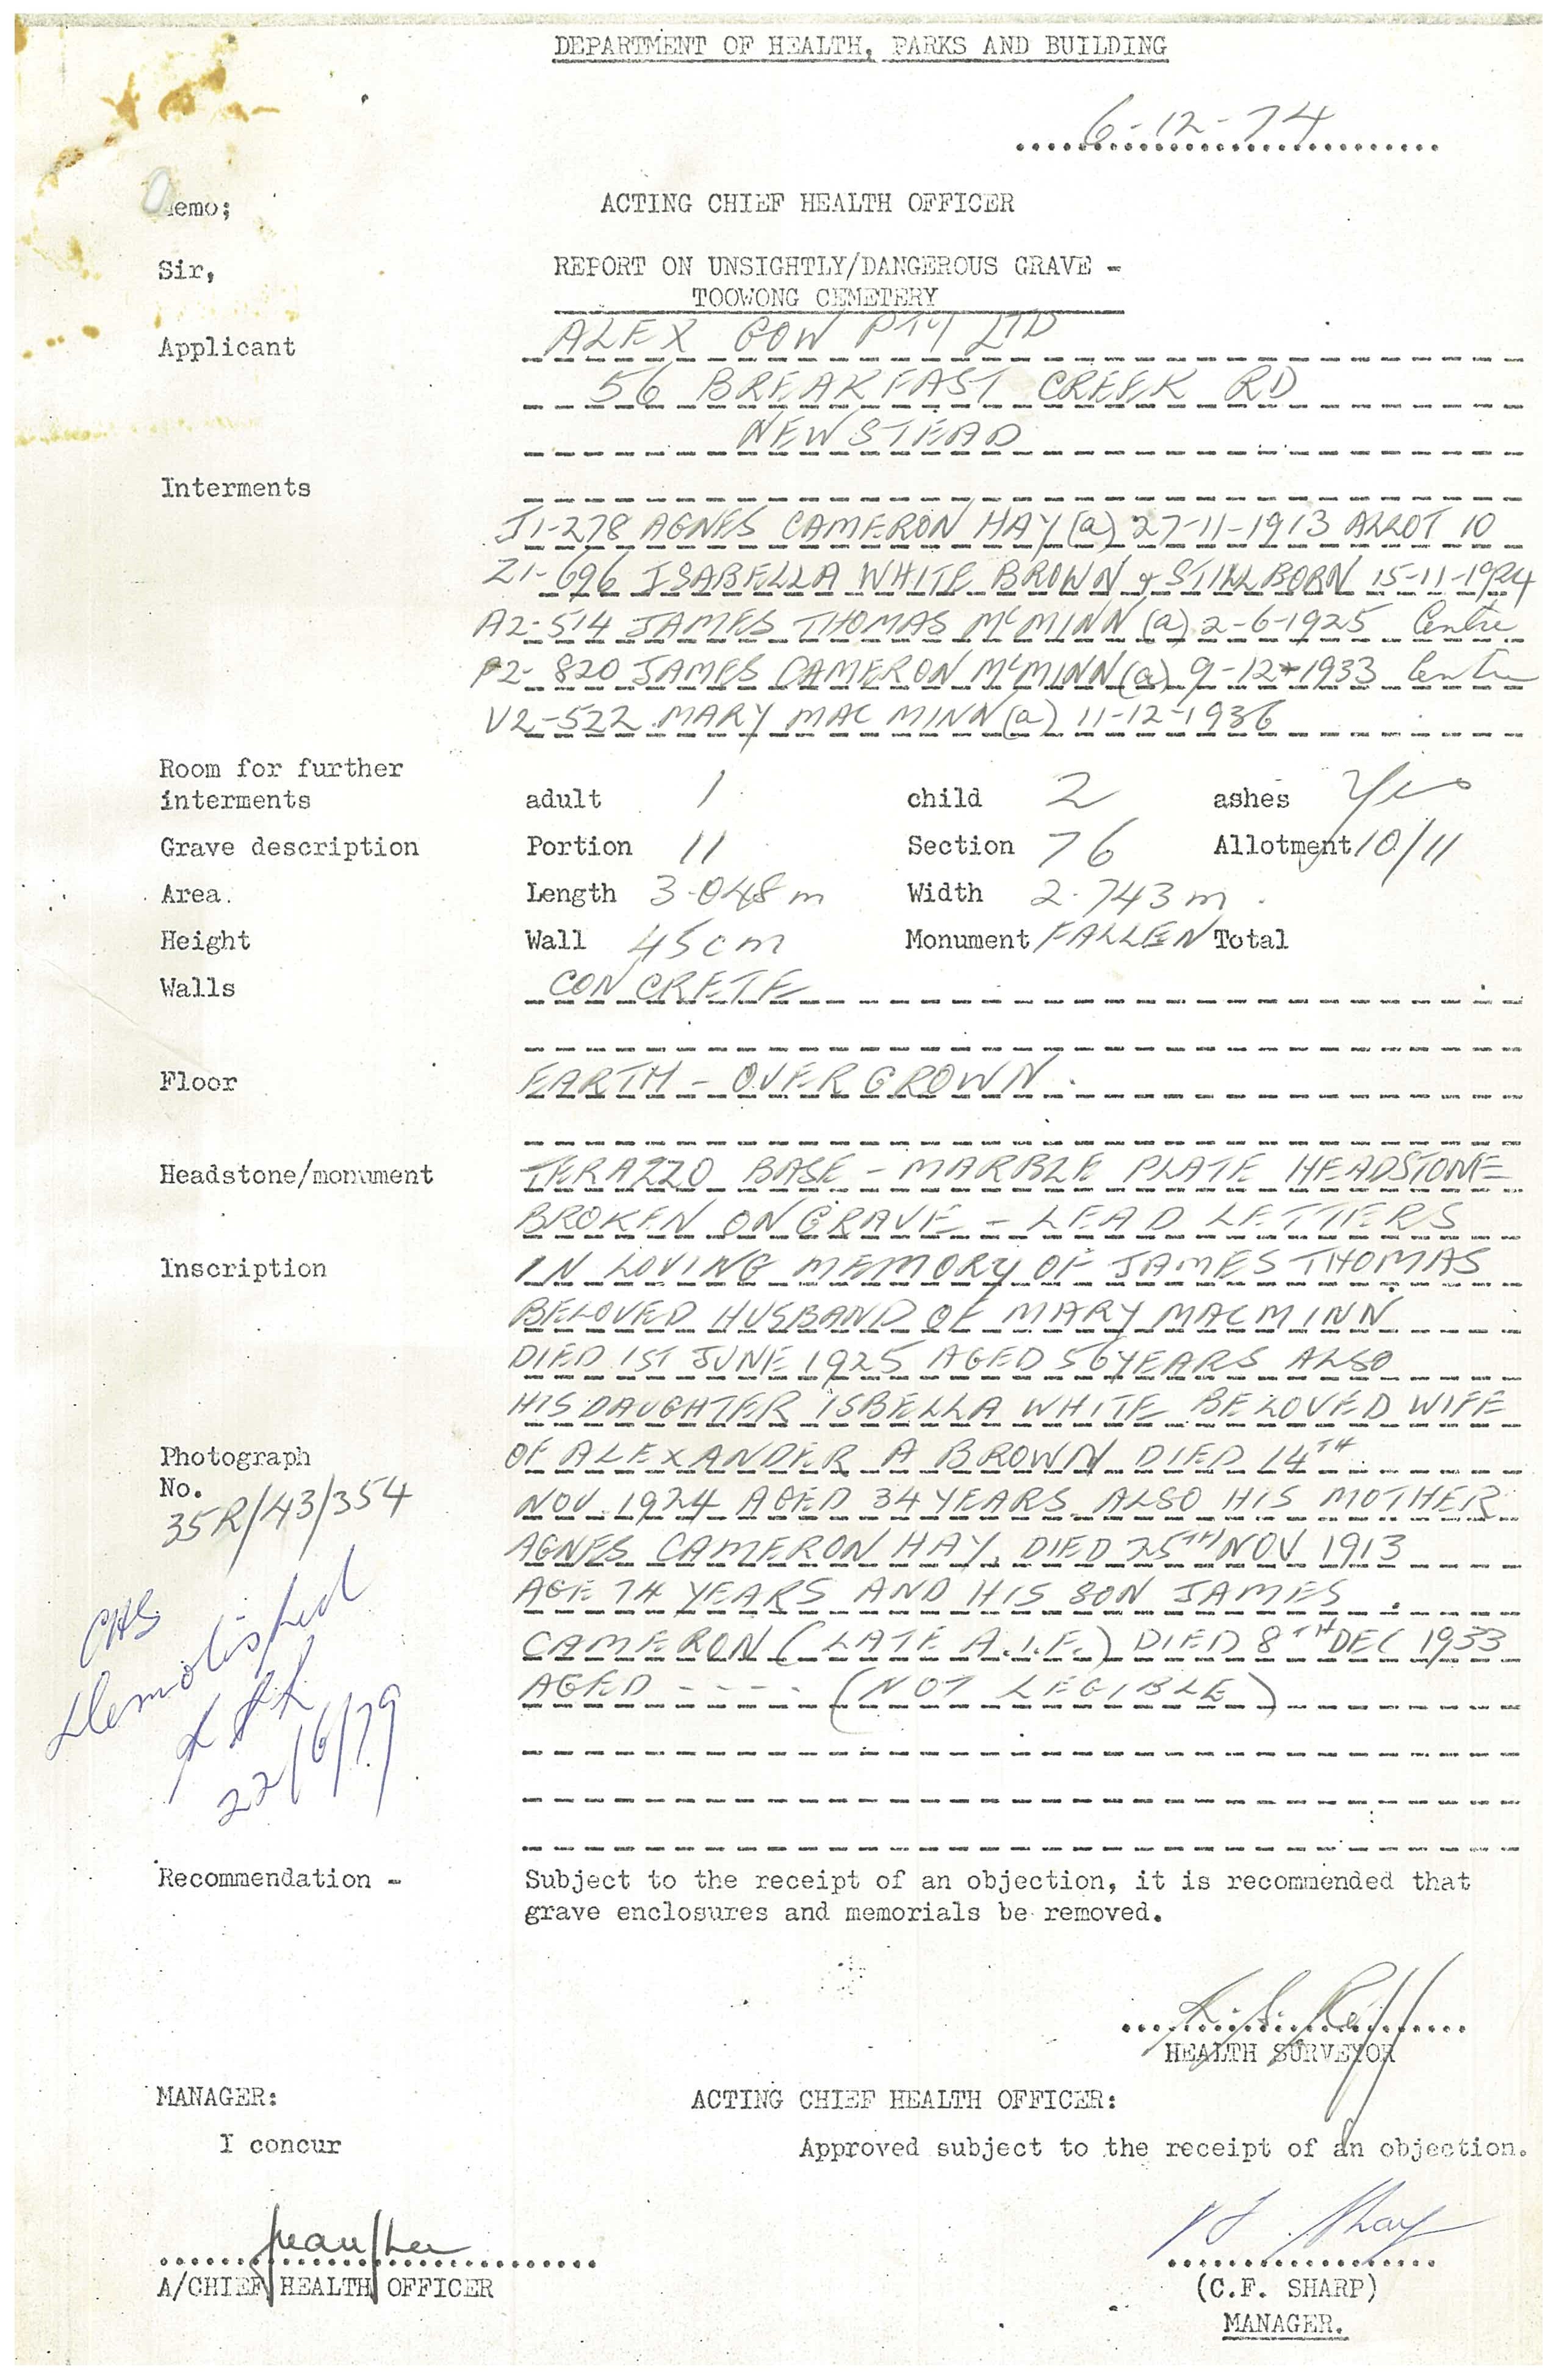 DEPARTMENT OF HEALTH, PARKS AND BUILDING
6-12-74
Memo; ACTING CHIEF HEALTH OFFICER
Sir, REPORT ON UNSIGHTLY/DANGEROUS GRAVE -
TOOWONG CEMETERY
Applicant ALEX GOW PTY LTD
56 BREAKFAST CREEK RD
NEWSTEAD
Interments
J1-278 AGNES CAMERON HAY (a) 27-11-1913 ALLOT 10
Z1-696 ISABELLA WHITE BROWN & STILLBORN 15-11-1924
A2-514 JAMES THOMAS McMINN (a) 2-6-1925 Centre
P2-820 JAMES CAMERON McMINN (a) 9-12-1933 Centre
V2-522 MARY MAC MINN (a) 11-12-1936
Room for further
interments adult 1 child 2 ashes Yes
Grave description Portion 11 Section 76 Allotment 10/11
Area. Length 3.048 m Width 2.743 m.
Height Wall 45cm Monument FALLEN Total
Walls CONCRETE
Floor EARTH - OVERGROWN.
Headstone/monument TERAZZO BASE - MARBLE PLATE HEADSTONE
BROKEN ON GRAVE - LEAD LETTERS
Inscription IN LOVING MEMORY OF JAMES THOMAS
BELOVED HUSBAND OF MARY MACMINN
DIED 1ST JUNE 1925 AGED 56 YEARS ALSO
HIS DAUGHTER ISBELLA WHITE BELOVED WIFE
Photograph OF ALEXANDER A BROWN DIED 14TH
No. NOV. 1924 AGED 34 YEARS ALSO HIS MOTHER
35R/43/354
AGNES CAMERON HAY. DIED 25TH NOV 1913
AGE 74 YEARS AND HIS SON JAMES
CAMERON (LATE A.I.F.) DIED 8TH DEC 1933
AGED ---- (NOT LEGIBLE)
CHS
Demolished
22/6/79
Recommendation - Subject to the receipt of an objection, it is recommended that
grave enclosures and memorials be removed.
HEALTH SURVEYOR
MANAGER: ACTING CHIEF HEALTH OFFICER:
I concur Approved subject to the receipt of an objection.
A/CHIEF HEALTH OFFICER (C.F. SHARP)
MANAGER.